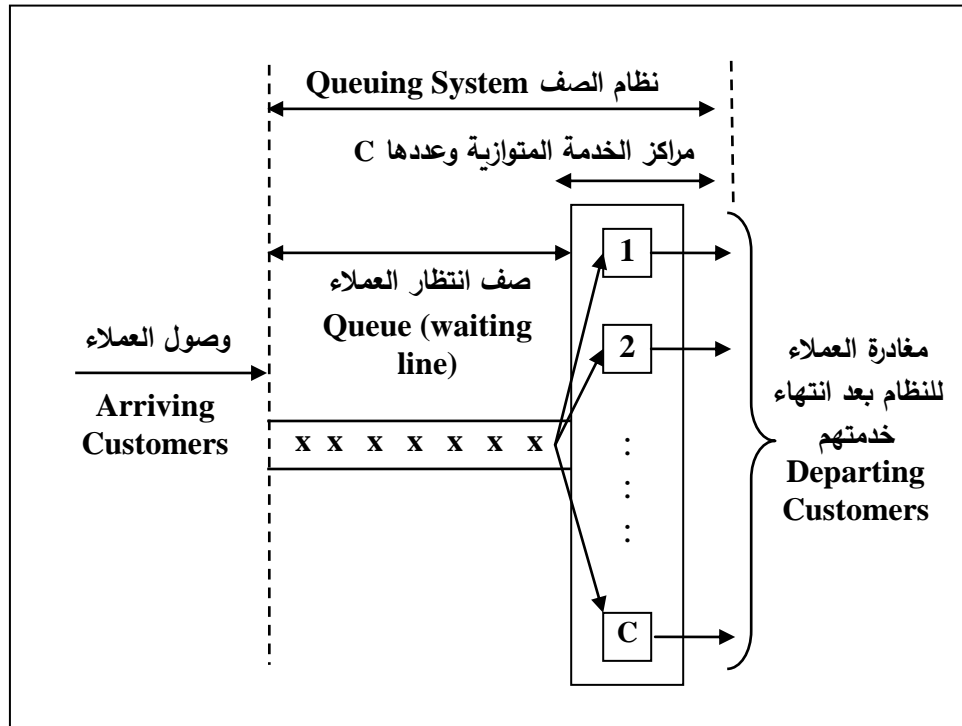 نظام الصف Queuing System
مراكز الخدمة المتوازية وعددها C
صف انتظار العملاء
Queue (waiting
line)
وصول العملاء
Arriving
Customers
x x x x x x x
1
2
:
:
:
C
مغادرة العملاء
للنظام بعد انتهاء
خدمتهم
Departing
Customers